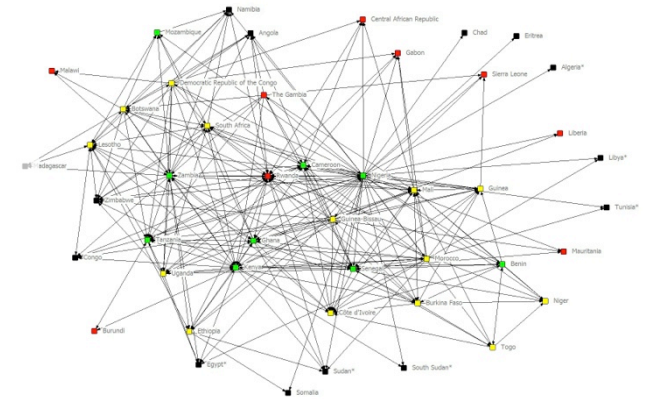 Namibia
Mozambique
Angola
Central African Republic
Chad
Eritrea
Gabon
Malawi
Sierra Leone
Algeria*
Democratic Republic of the Congo
The Gambia
Botswana
South Africa
Liberia
Lesotho
Libya*
adagascar
Cameroon
Zambia
Rwanda
Nigeria
Mali
Guinea
Zimbabwe
Tunisia*
Guinea-Bissau
Tanzania
Ghana
Mauritania
Congo
Morocco
Benin
Uganda
Kenya
Senegal
Niger
Burkina Faso
Côte d'Ivoire
Burundi
Ethiopia
Togo
Egypt*
Sudan*
South Sudan*
Somalia